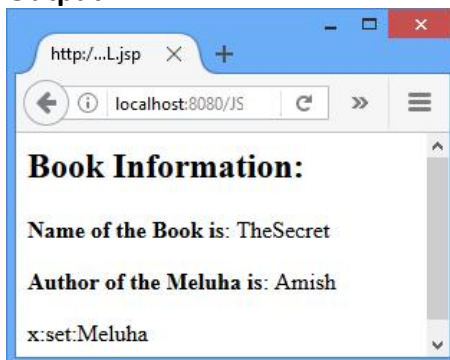 http:/...L.jsp
localhost:8080/JS
Book Information:
Name of the Book is: TheSecret
Author of the Meluha is: Amish
x:set:Meluha